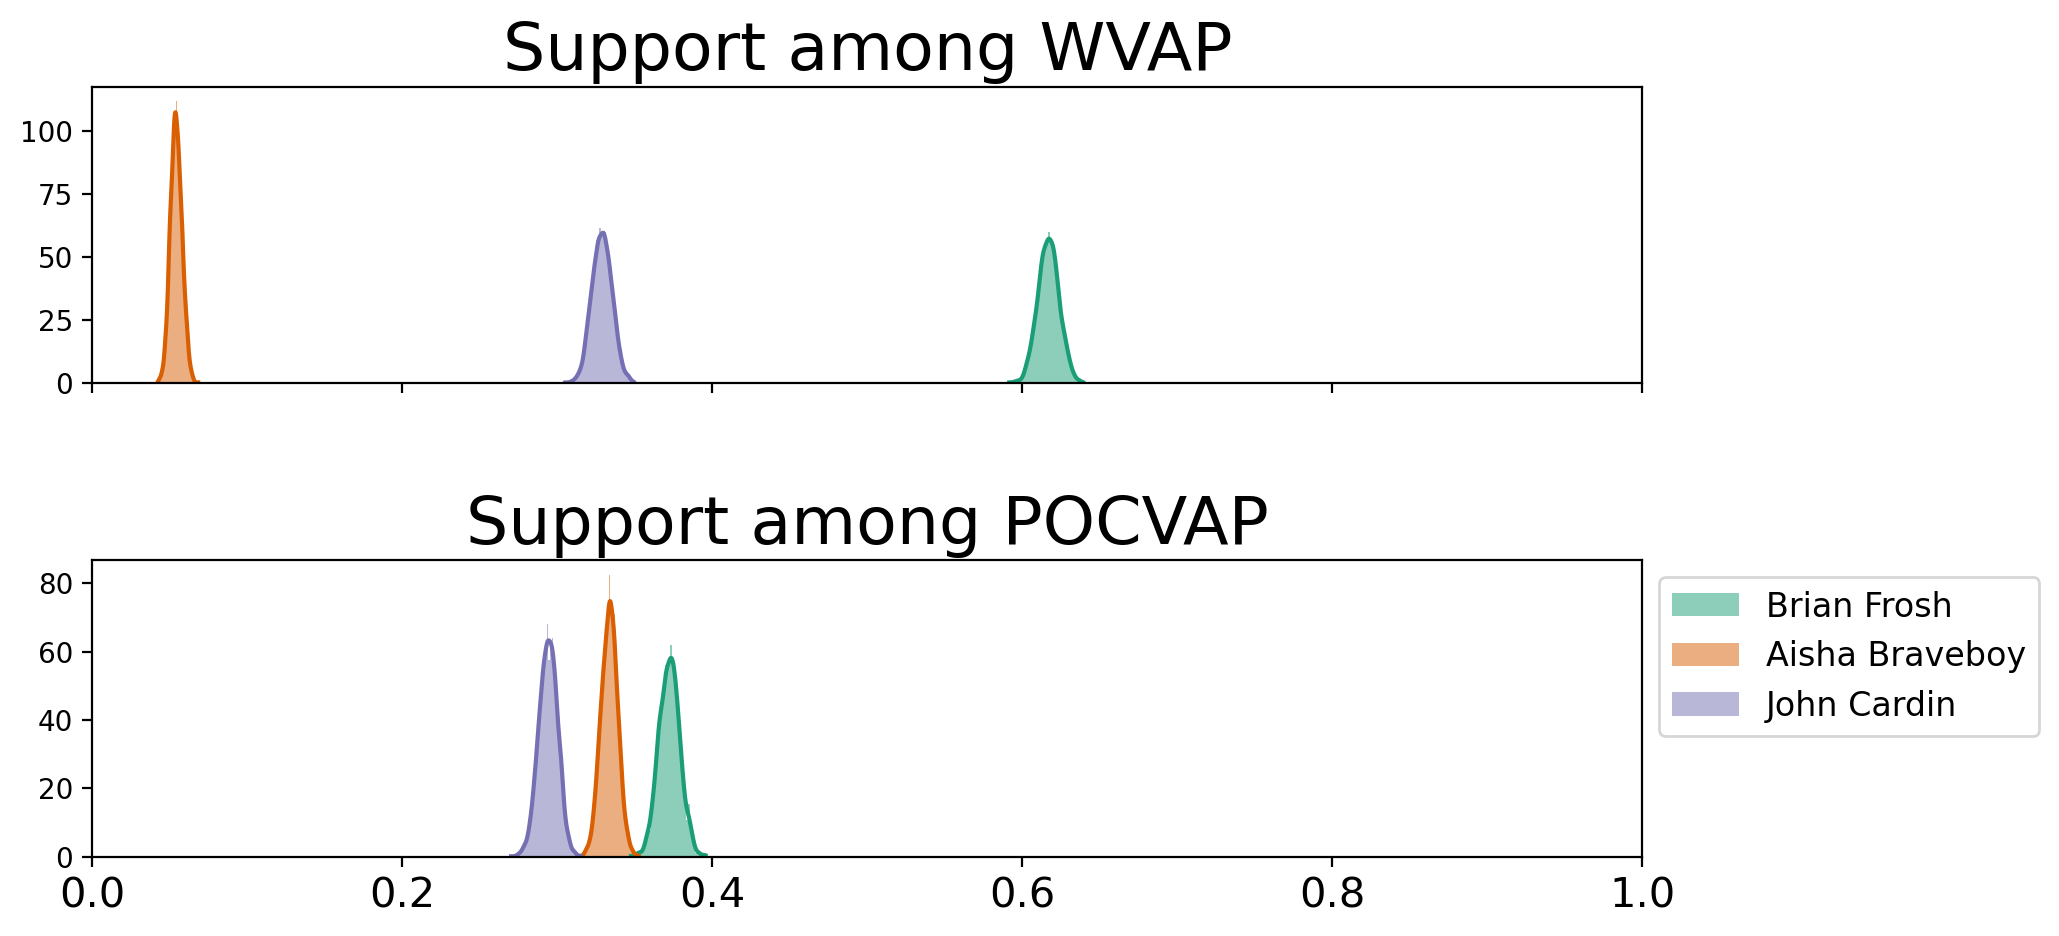 Support among WVAP
100
75
50
25
0
Support among POCVAP
80
60
40
20
0
0.0 0.2 0.4 0.6 0.8 1.0
Brian Frosh
Aisha Braveboy
John Cardin